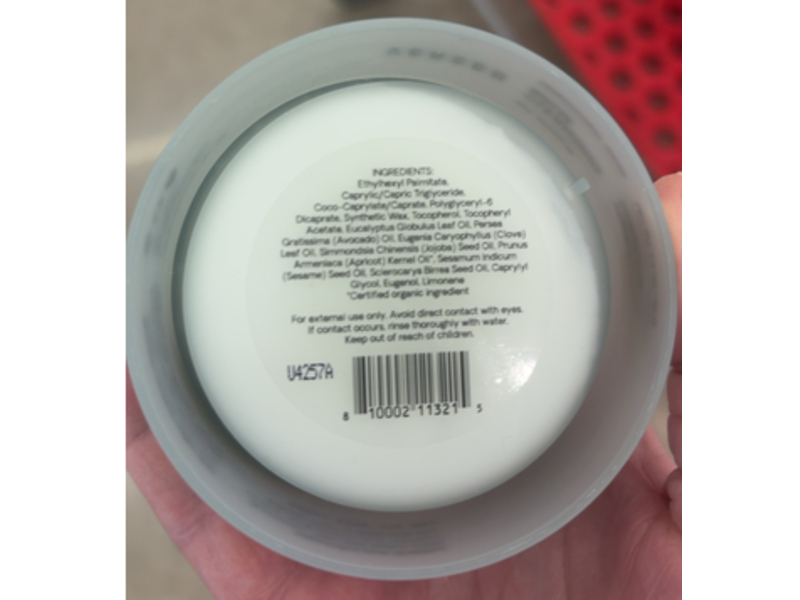 INGREDIENTS:
Ethylhexyl Palmitate,
Caprylic/Capric Triglyceride,
Coco-Caprylate/Caprate, Polyglyceryl-6
Dicaprate, Synthetic Wax, Tocopherol, Tocopheryl
Acetate, Eucalyptus Globulus Leaf Oil, Persea
Gratissima (Avocado) Oil, Eugenia Caryophyllus (Clove)
Leaf Oil, Simmondsia Chinensis (Jojoba) Seed Oil, Prunus
Armeniaca (Apricot) Kernel Oil*, Sesamum Indicum
(Sesame) Seed Oil, Sclerocarya Birrea Seed Oil, Caprylyl
Glycol, Eugenol, Limonene
*Certified organic ingredient
For external use only. Avoid direct contact with eyes.
If contact occurs, rinse thoroughly with water.
Keep out of reach of children.
U4257A
8 10002 11321 5